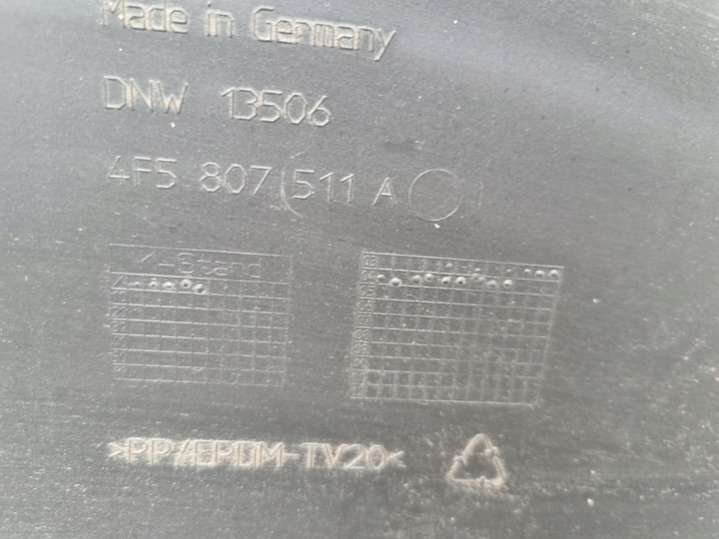 Made in Germany
DNW 13506
4F5 807 511 A
>PP/EPDM-TV20<